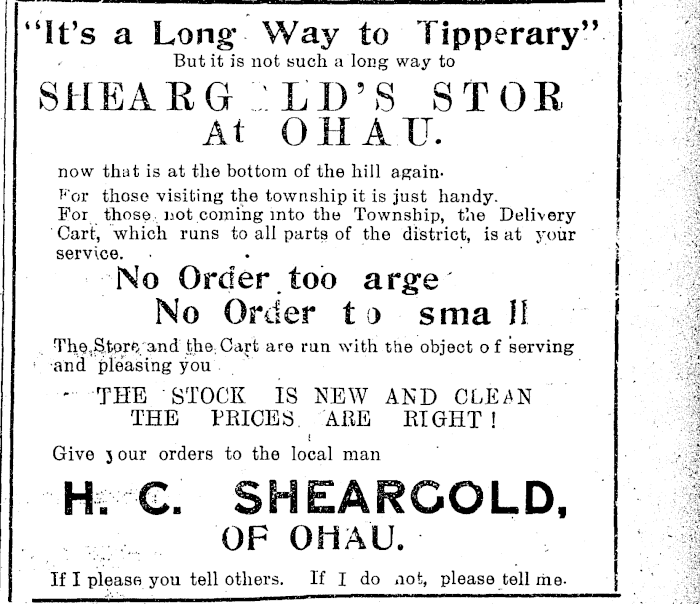 "It's a Long Way to Tipperary"
But it is not such a long way to
SHEARG LD'S STOR
At OHAU.
now that is at the bottom of the hill again.
For those visiting the township it is just handy.
For those not coming into the Township, the Delivery
Cart, which runs to all parts of the district, is at your
service.
No Order too arge
No Order to small
The Store and the Cart are run with the object of serving
and pleasing you
THE STOCK IS NEW AND CLEAN
THE PRICES ARE RIGHT!
Give your orders to the local man
H. C. SHEARGOLD,
OF OHAU.
If I please you tell others. If I do not, please tell me.